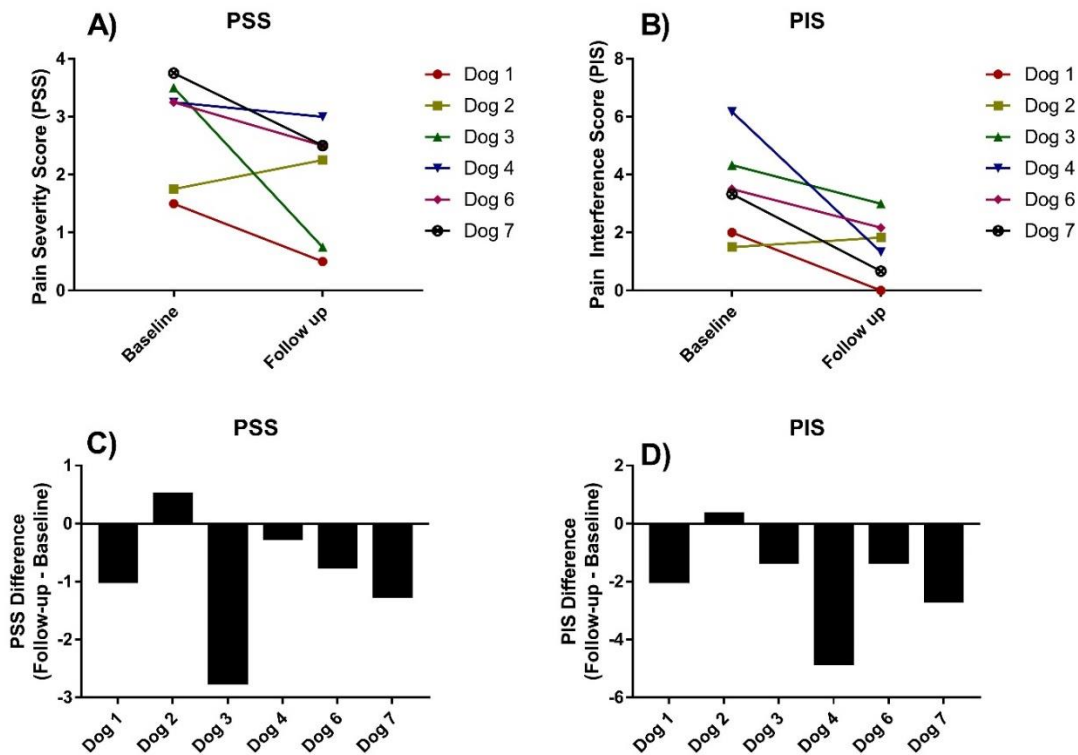 A)
PSS
Pain Severity Score (PSS)
4
3
2
1
0
Baseline
Follow up
Dog 1
Dog 2
Dog 3
Dog 4
Dog 6
Dog 7
B)
PIS
Pain Interference Score (PIS)
8
6
4
2
0
Baseline
Follow up
Dog 1
Dog 2
Dog 3
Dog 4
Dog 6
Dog 7
C)
PSS
PSS Difference
(Follow-up - Baseline)
1
0
-1
-2
-3
Dog 1
Dog 2
Dog 3
Dog 4
Dog 6
Dog 7
D)
PIS
PIS Difference
(Follow-up - Baseline)
2
0
-2
-4
-6
Dog 1
Dog 2
Dog 3
Dog 4
Dog 6
Dog 7